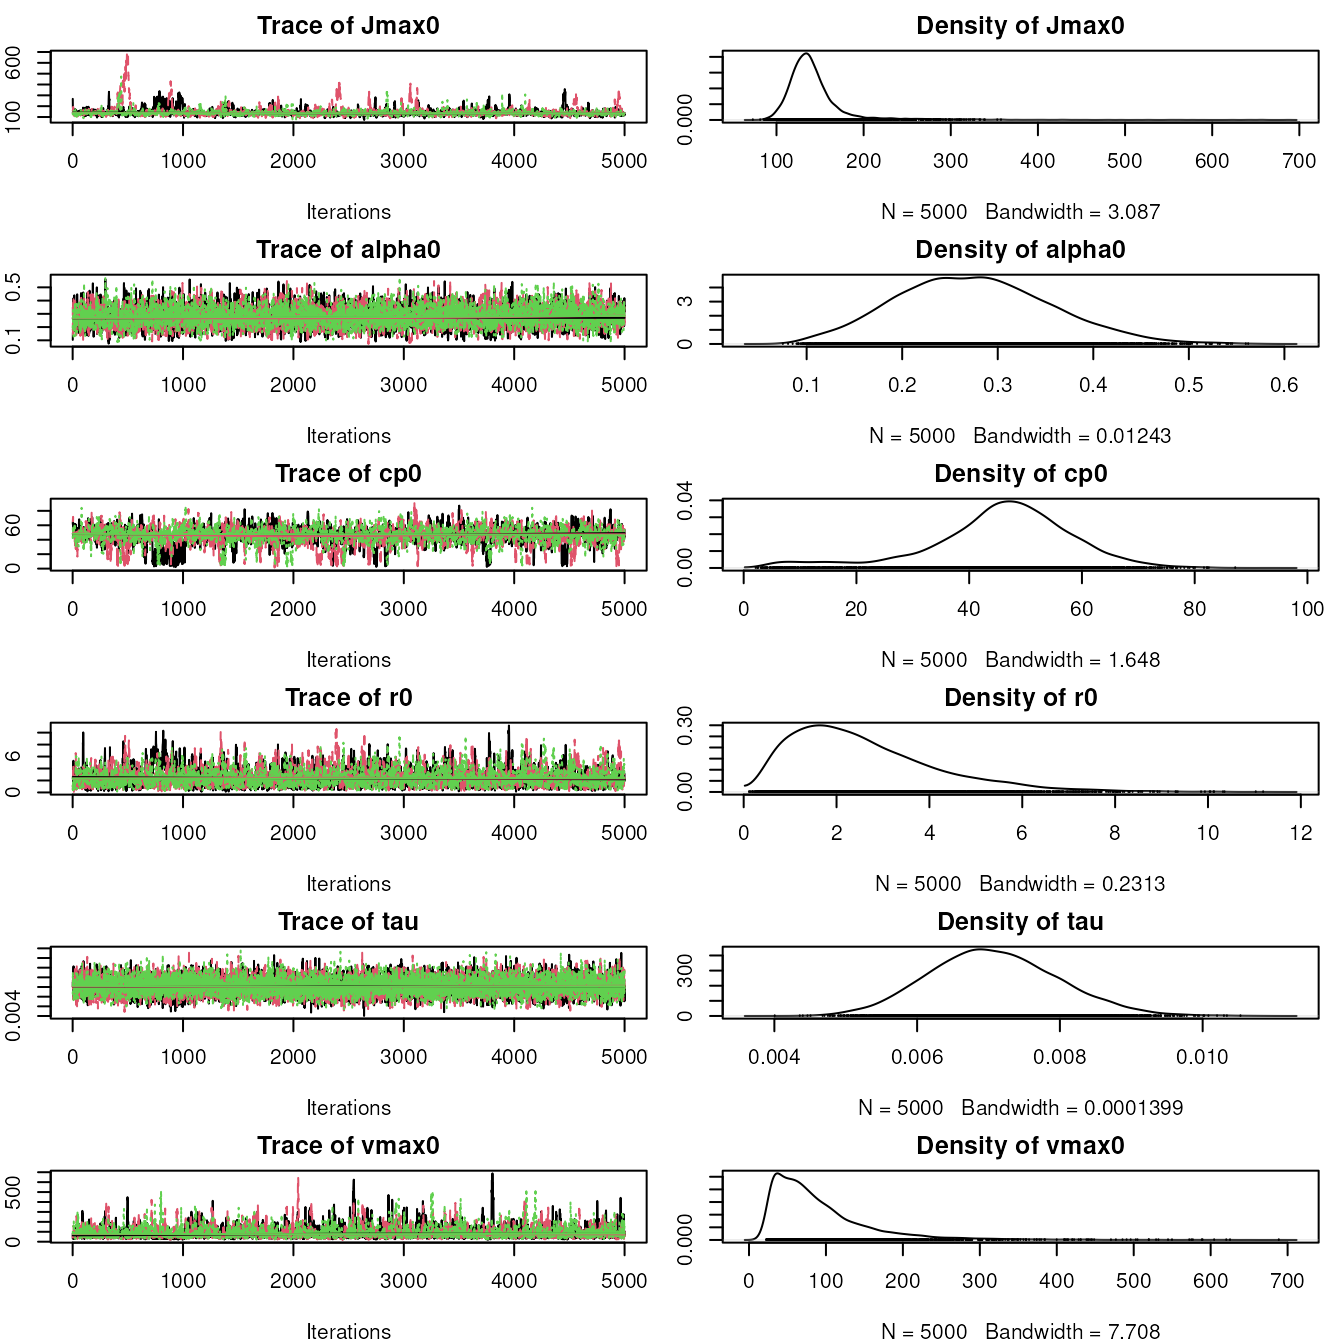 Trace of Jmax0
Density of Jmax0
100 600
0.000
0 1000 2000 3000 4000 5000
100 200 300 400 500 600 700
Iterations
N = 5000 Bandwidth = 3.087
Trace of alpha0
Density of alpha0
0.1 0.5
0 3
0 1000 2000 3000 4000 5000
0.1 0.2 0.3 0.4 0.5 0.6
Iterations
N = 5000 Bandwidth = 0.01243
Trace of cp0
Density of cp0
0 60
0.00 0.04
0 1000 2000 3000 4000 5000
0 20 40 60 80 100
Iterations
N = 5000 Bandwidth = 1.648
Trace of r0
Density of r0
0 6
0.00 0.30
0 1000 2000 3000 4000 5000
0 2 4 6 8 10 12
Iterations
N = 5000 Bandwidth = 0.2313
Trace of tau
Density of tau
0.004
0 300
0 1000 2000 3000 4000 5000
0.004 0.006 0.008 0.010
Iterations
N = 5000 Bandwidth = 0.0001399
Trace of vmax0
Density of vmax0
0 500
0.000
0 1000 2000 3000 4000 5000
0 100 200 300 400 500 600 700
Iterations
N = 5000 Bandwidth = 7.708